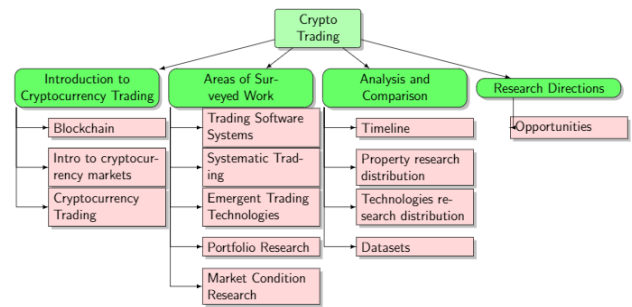 Crypto
Trading
Introduction to
Cryptocurrency Trading
Blockchain
Intro to cryptocur-
rency markets
Cryptocurrency
Trading
Areas of Sur-
veyed Work
Trading Software
Systems
Systematic Trad-
ing
Emergent Trading
Technologies
Portfolio Research
Market Condition
Research
Analysis and
Comparison
Timeline
Property research
distribution
Technologies re-
search distribution
Datasets
Research Directions
Opportunities